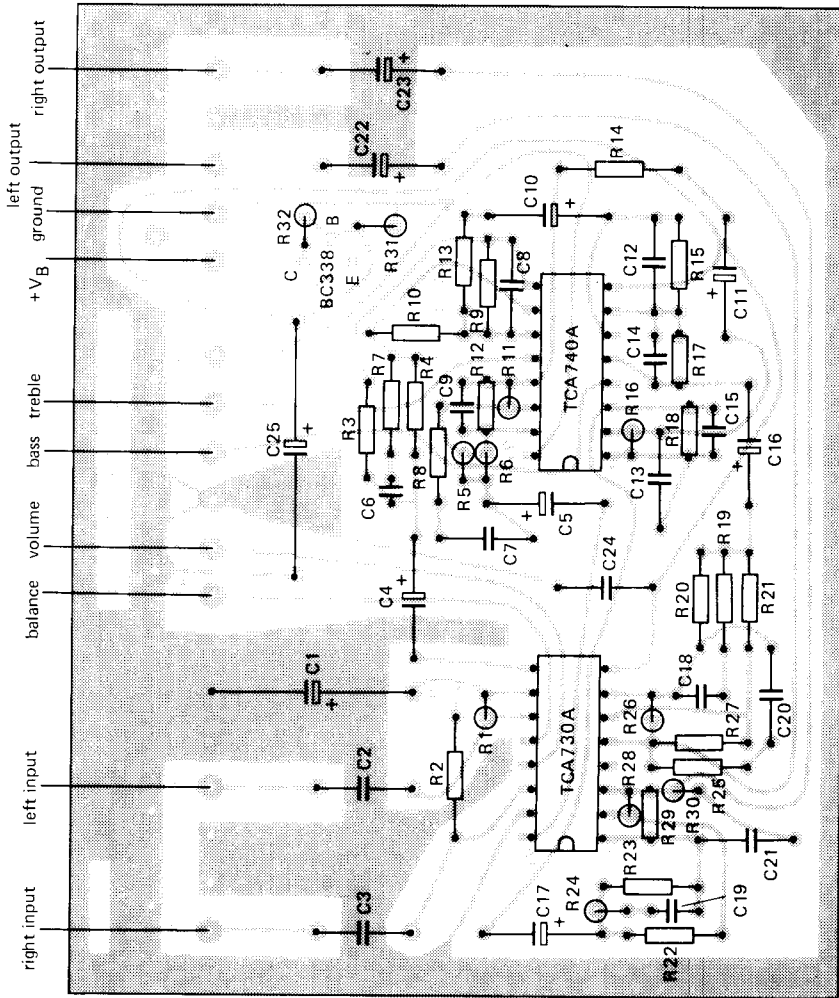 right output
left output
ground
+VB
treble
bass
volume
balance
left input
right input
C23
+
C22
+
R14
R32
B
R31
C
BC338
E
C10
+
R13
R9
C8
C12
R15
C11
+
R10
TCA740A
C14
R17
R7
R4
R12
R11
C9
R3
C25
+
R16
R18
C15
C16
+
R8
R5
R6
C6
C13
C5
+
C7
C24
C4
+
R20
R19
R21
C1
+
C18
R1
R26
R27
C20
TCA730A
R2
C2
R28
R25
R30
R29
C21
R23
C19
R24
C17
+
R22
C3